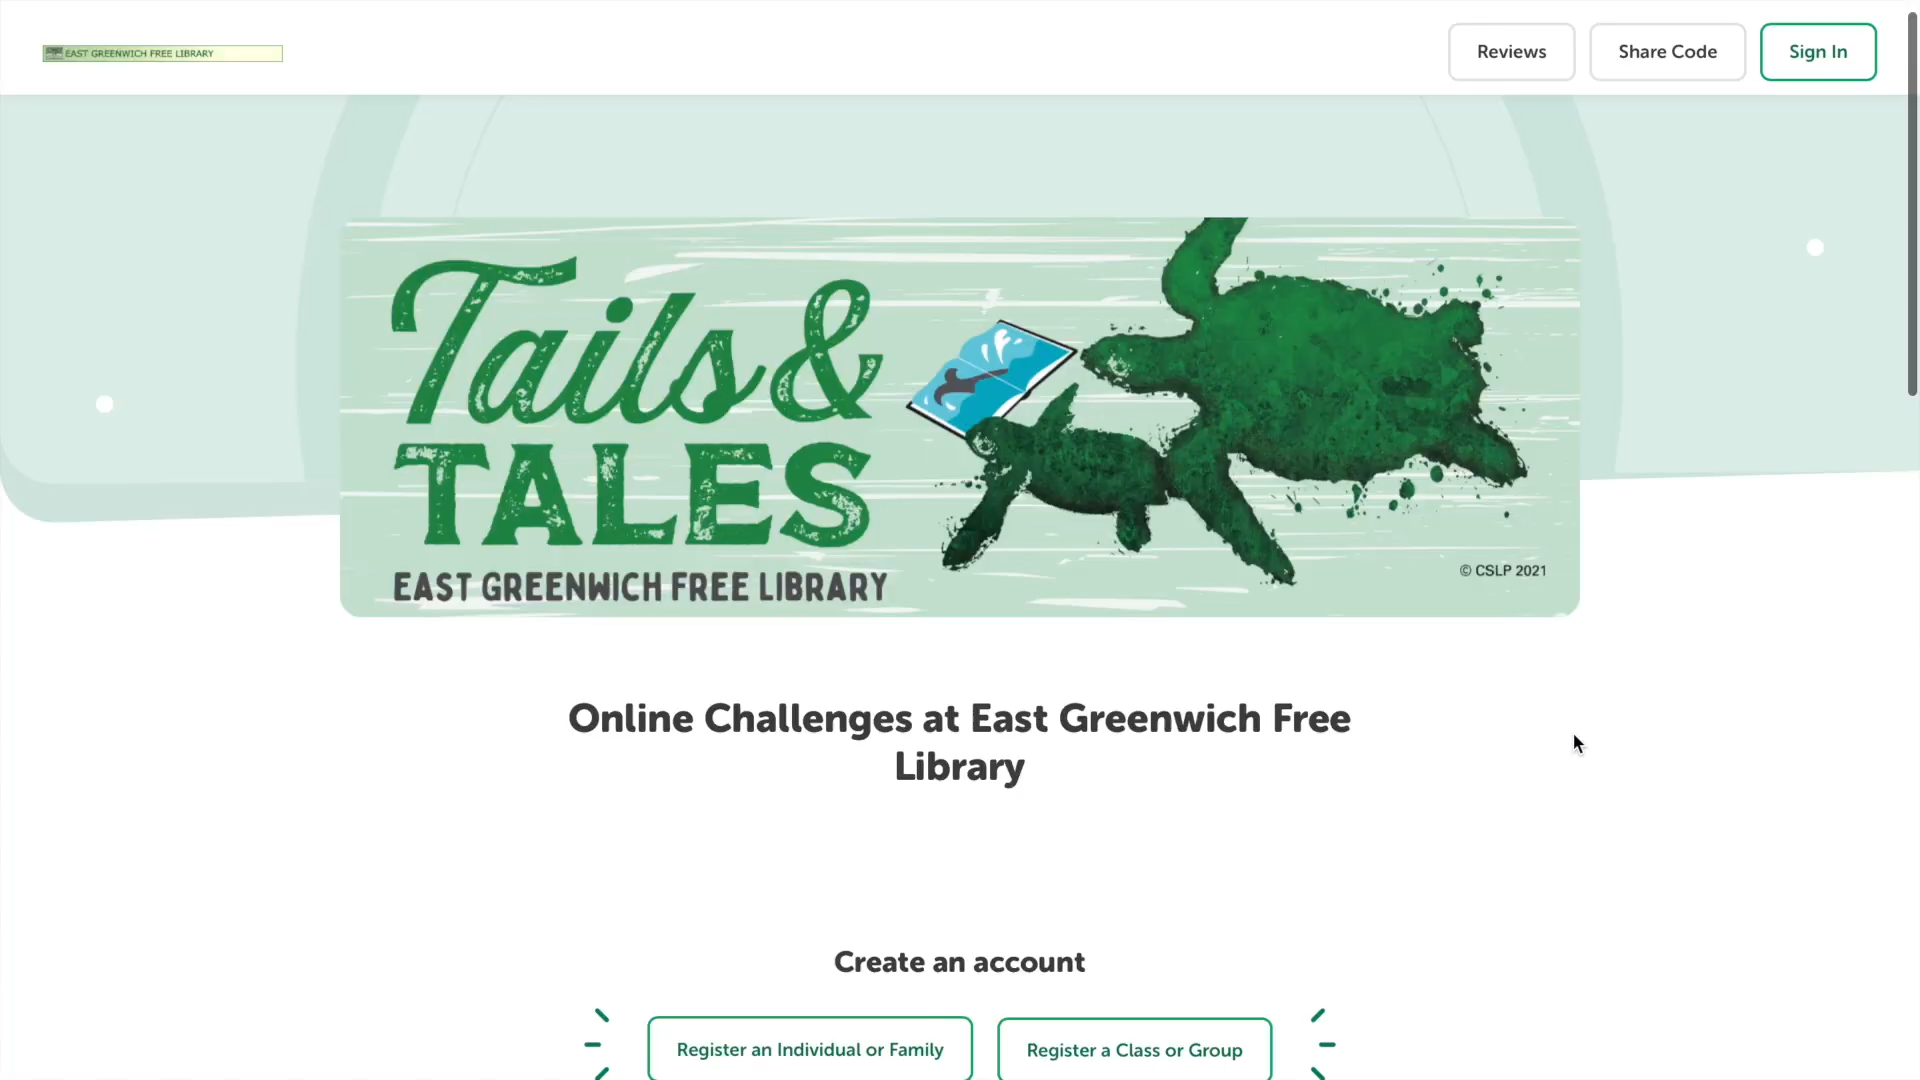 EAST GREENWICH FREE LIBRARY
Reviews
Share Code
Sign In
Tails &
TALES
EAST GREENWICH FREE LIBRARY
© CSLP 2021
Online Challenges at East Greenwich Free
Library
Create an account
Register an Individual or Family
Register a Class or Group